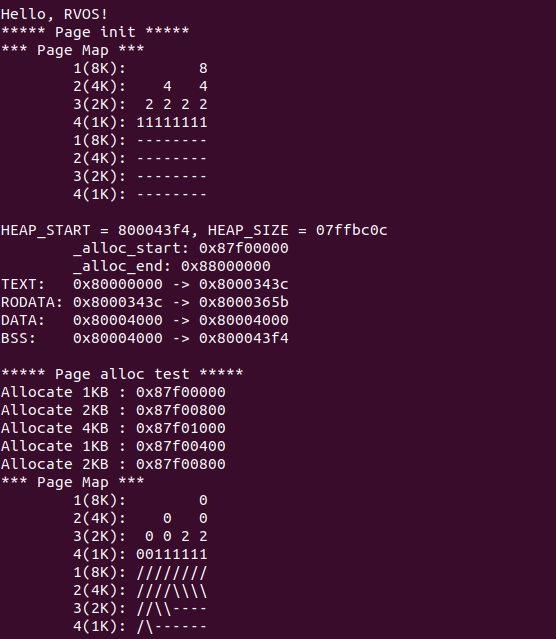 Hello, RVOS!
***** Page init *****
*** Page Map ***
        1(8K):        8
        2(4K):    4   4
        3(2K):  2 2 2 2
        4(1K): 11111111
        1(8K): --------
        2(4K): --------
        3(2K): --------
        4(1K): --------

HEAP_START = 800043f4, HEAP_SIZE = 07ffbc0c
        _alloc_start: 0x87f00000
        _alloc_end: 0x88000000
TEXT:   0x80000000 -> 0x8000343c
RODATA: 0x8000343c -> 0x8000365b
DATA:   0x80004000 -> 0x80004000
BSS:    0x80004000 -> 0x800043f4

***** Page alloc test *****
Allocate 1KB : 0x87f00000
Allocate 2KB : 0x87f00800
Allocate 4KB : 0x87f01000
Allocate 1KB : 0x87f00400
Allocate 2KB : 0x87f00800
*** Page Map ***
        1(8K):        0
        2(4K):    0   0
        3(2K):  0 0 2 2
        4(1K): 00111111
        1(8K): ////////
        2(4K): ////\\\\
        3(2K): //\\----
        4(1K): /\------